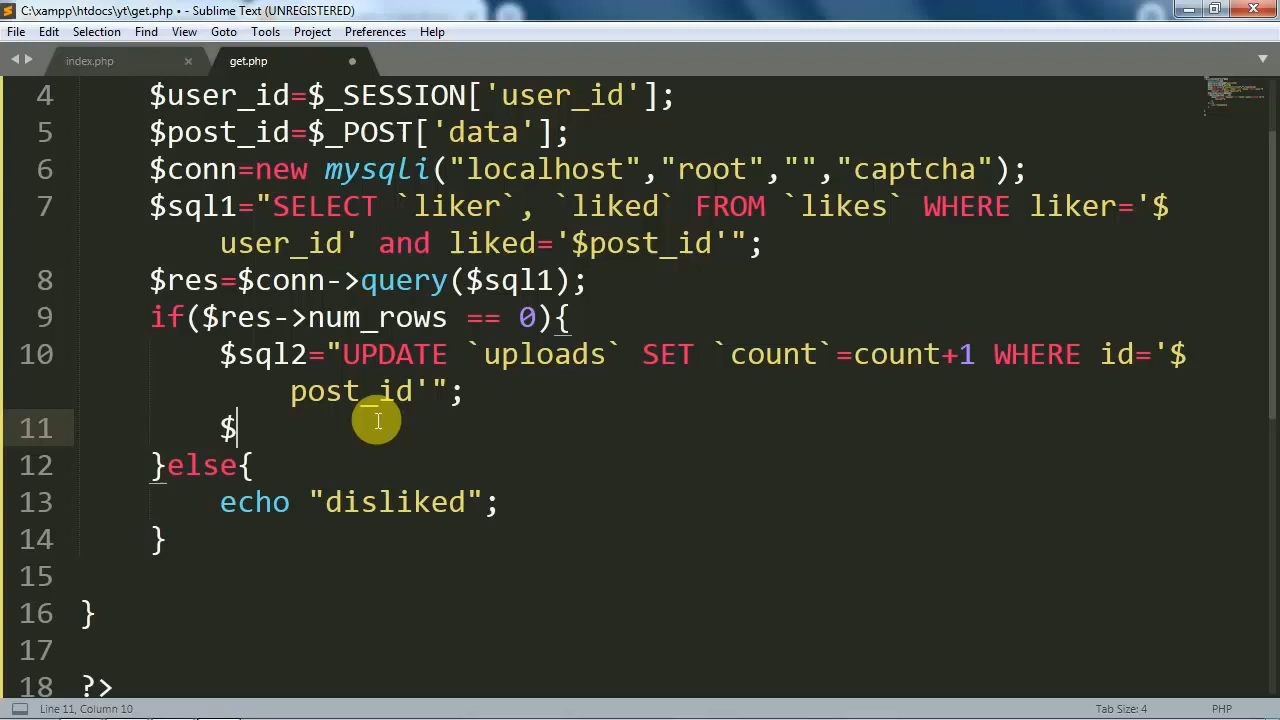 C:\xampp\htdocs\yt\get.php • - Sublime Text (UNREGISTERED)
File Edit Selection Find View Goto Tools Project Preferences Help
index.php × get.php
4 $user_id=$_SESSION['user_id'];
5 $post_id=$_POST['data'];
6 $conn=new mysqli("localhost","root","","captcha");
7 $sql1="SELECT `liker`, `liked` FROM `likes` WHERE liker='$
user_id' and liked='$post_id'";
8 $res=$conn->query($sql1);
9 if($res->num_rows == 0){
10 $sql2="UPDATE `uploads` SET `count`=count+1 WHERE id='$
post_id'";
11 $
12 }else{
13 echo "disliked";
14 }
15
16 }
17
18 ?>
Line 11, Column 10 Tab Size: 4 PHP